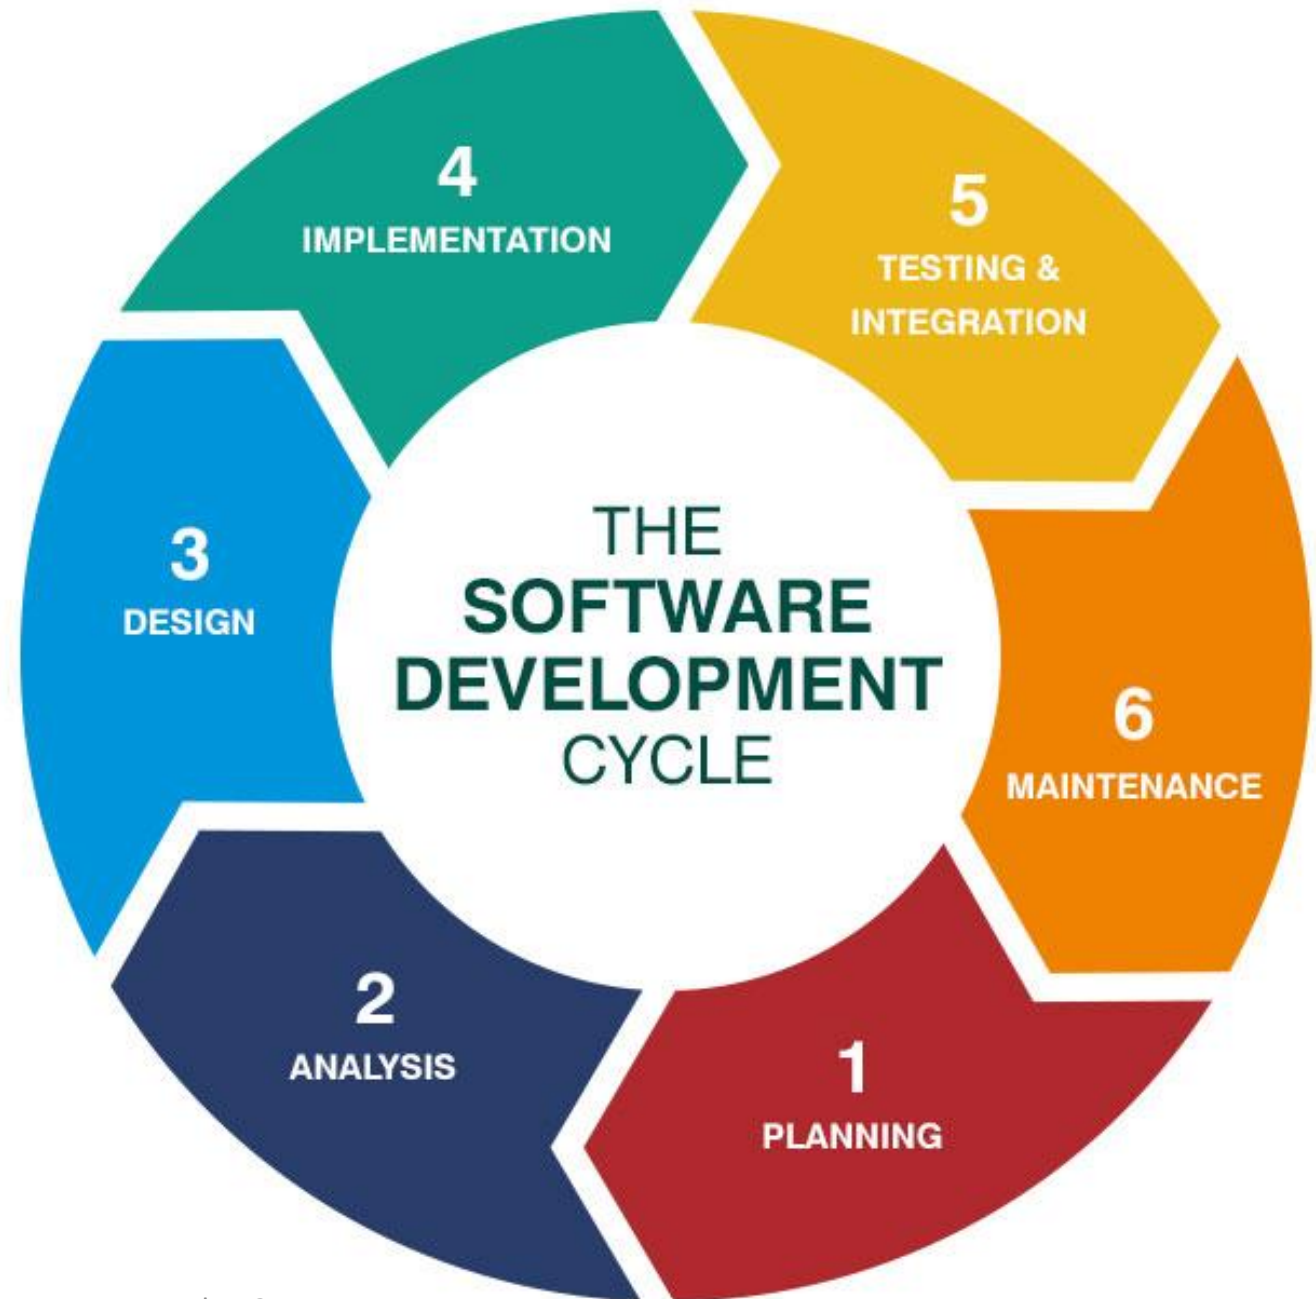 4
IMPLEMENTATION
5
TESTING &
INTEGRATION
3
DESIGN
THE
SOFTWARE
DEVELOPMENT
CYCLE
6
MAINTENANCE
2
ANALYSIS
1
PLANNING